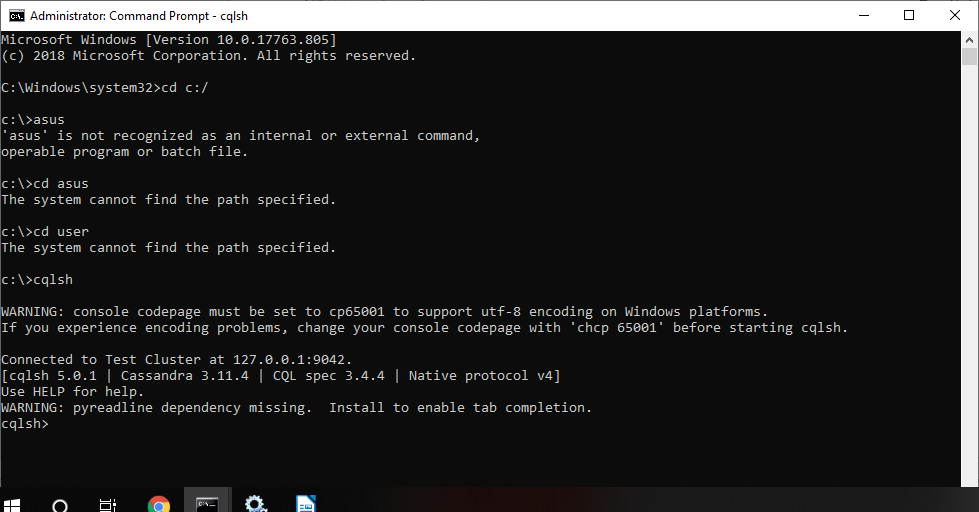 Administrator: Command Prompt - cqlsh
Microsoft Windows [Version 10.0.17763.805]
(c) 2018 Microsoft Corporation. All rights reserved.
C:\Windows\system32>cd c:/
c:\>asus
'asus' is not recognized as an internal or external command,
operable program or batch file.
c:\>cd asus
The system cannot find the path specified.
c:\>cd user
The system cannot find the path specified.
c:\>cqlsh
WARNING: console codepage must be set to cp65001 to support utf-8 encoding on Windows platforms.
If you experience encoding problems, change your console codepage with 'chcp 65001' before starting cqlsh.
Connected to Test Cluster at 127.0.0.1:9042.
[cqlsh 5.0.1 | Cassandra 3.11.4 | CQL spec 3.4.4 | Native protocol v4]
Use HELP for help.
WARNING: pyreadline dependency missing.  Install to enable tab completion.
cqlsh>